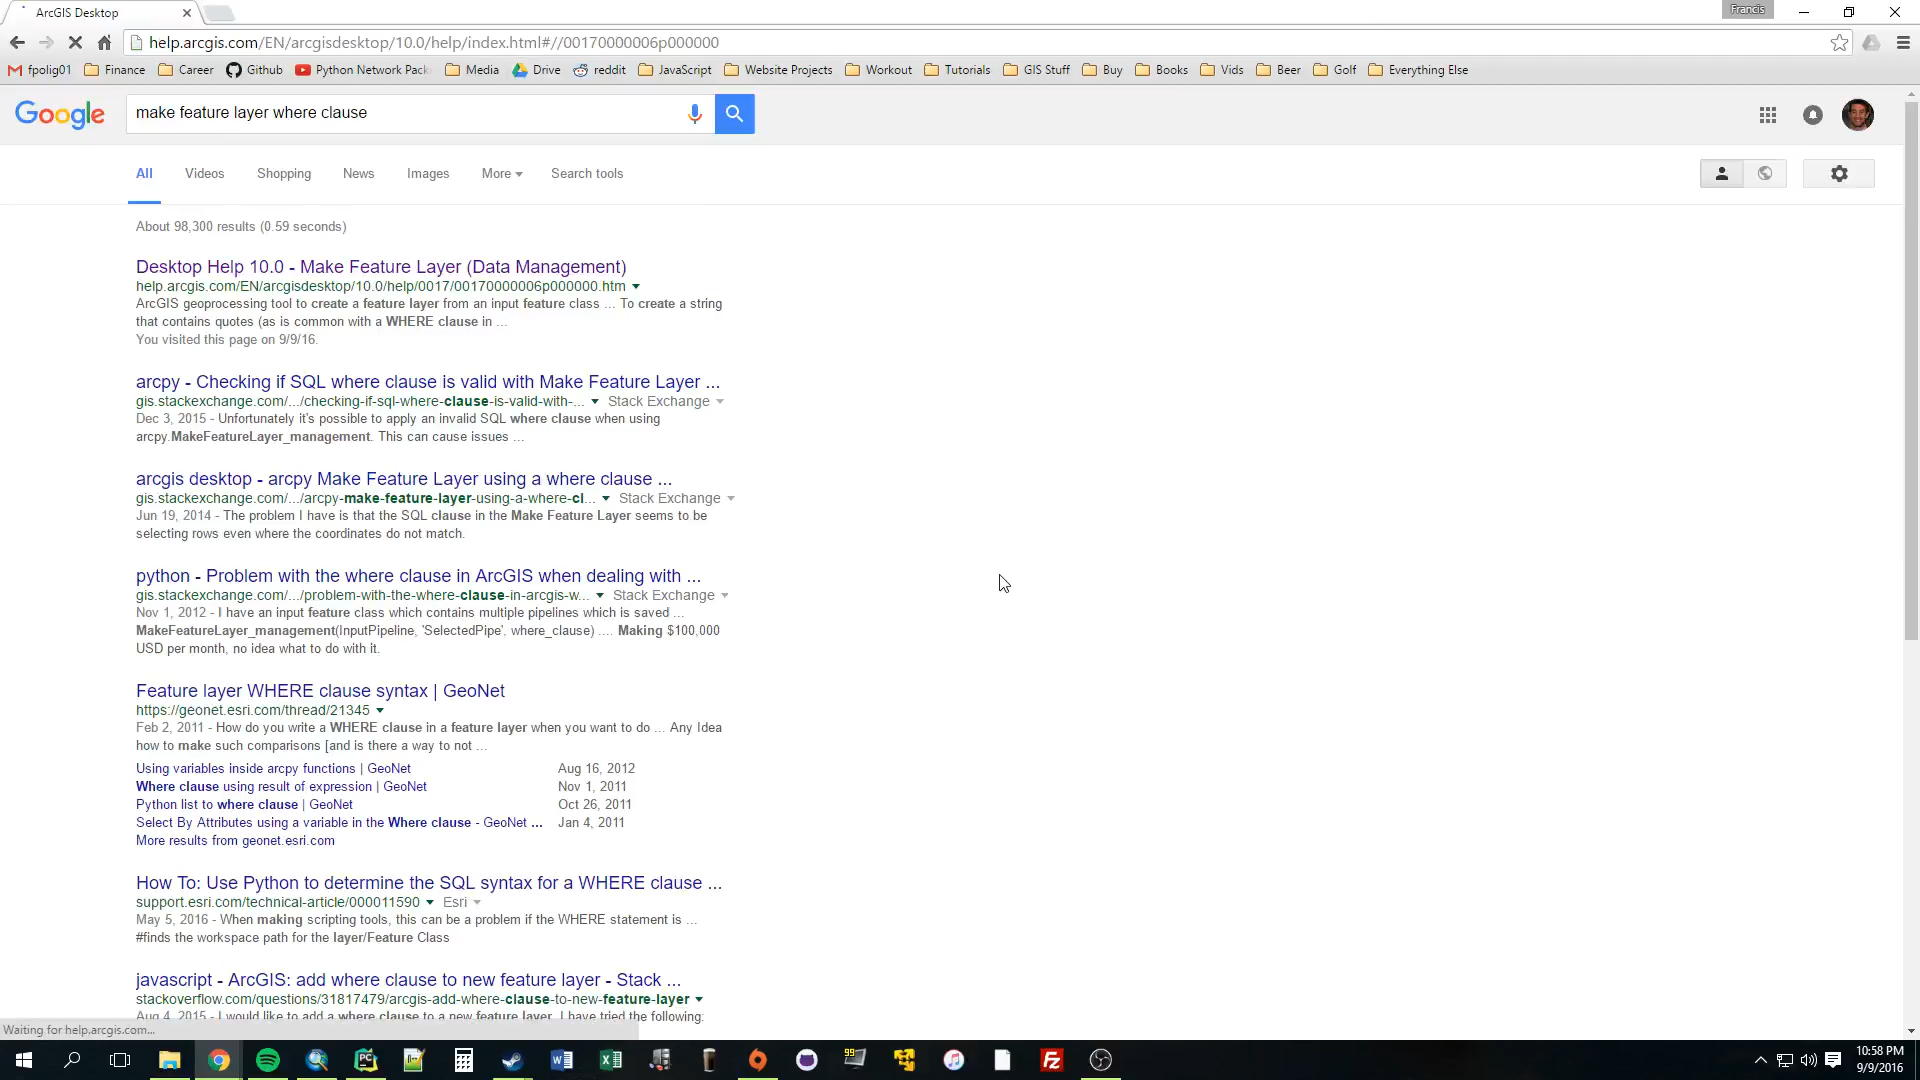 ArcGIS Desktop
Francis
help.arcgis.com/EN/arcgisdesktop/10.0/help/index.html#//00170000006p000000
fpolig01 Finance Career Github Python Network Pack Media Drive reddit JavaScript Website Projects Workout Tutorials GIS Stuff Buy Books Vids Beer Golf Everything Else
Google make feature layer where clause
All Videos Shopping News Images More Search tools
About 98,300 results (0.59 seconds)
Desktop Help 10.0 - Make Feature Layer (Data Management)
help.arcgis.com/EN/arcgisdesktop/10.0/help/0017/00170000006p000000.htm
ArcGIS geoprocessing tool to create a feature layer from an input feature class ... To create a string
that contains quotes (as is common with a WHERE clause in ...
You visited this page on 9/9/16.
arcpy - Checking if SQL where clause is valid with Make Feature Layer ...
gis.stackexchange.com/.../checking-if-sql-where-clause-is-valid-with-... Stack Exchange
Dec 3, 2015 - Unfortunately it's possible to apply an invalid SQL where clause when using
arcpy.MakeFeatureLayer_management. This can cause issues ...
arcgis desktop - arcpy Make Feature Layer using a where clause ...
gis.stackexchange.com/.../arcpy-make-feature-layer-using-a-where-cl... Stack Exchange
Jun 19, 2014 - The problem I have is that the SQL clause in the Make Feature Layer seems to be
selecting rows even where the coordinates do not match.
python - Problem with the where clause in ArcGIS when dealing with ...
gis.stackexchange.com/.../problem-with-the-where-clause-in-arcgis-w... Stack Exchange
Nov 1, 2012 - I have an input feature class which contains multiple pipelines which is saved ...
MakeFeatureLayer_management(InputPipeline, 'SelectedPipe', where_clause) .... Making $100,000
USD per month, no idea what to do with it.
Feature layer WHERE clause syntax | GeoNet
https://geonet.esri.com/thread/21345
Feb 2, 2011 - How do you write a WHERE clause in a feature layer when you want to do ... Any Idea
how to make such comparisons [and is there a way to not ...
Using variables inside arcpy functions | GeoNet Aug 16, 2012
Where clause using result of expression | GeoNet Nov 1, 2011
Python list to where clause | GeoNet Oct 26, 2011
Select By Attributes using a variable in the Where clause - GeoNet ... Jan 4, 2011
More results from geonet.esri.com
How To: Use Python to determine the SQL syntax for a WHERE clause ...
support.esri.com/technical-article/000011590 Esri
May 5, 2016 - When making scripting tools, this can be a problem if the WHERE statement is ...
#finds the workspace path for the layer/Feature Class
javascript - ArcGIS: add where clause to new feature layer - Stack ...
stackoverflow.com/questions/31817479/arcgis-add-where-clause-to-new-feature-layer
Aug 4, 2015 - I would like to add a where clause to a new feature layer. I have tried the following:
Waiting for help.arcgis.com...
10:58 PM
9/9/2016